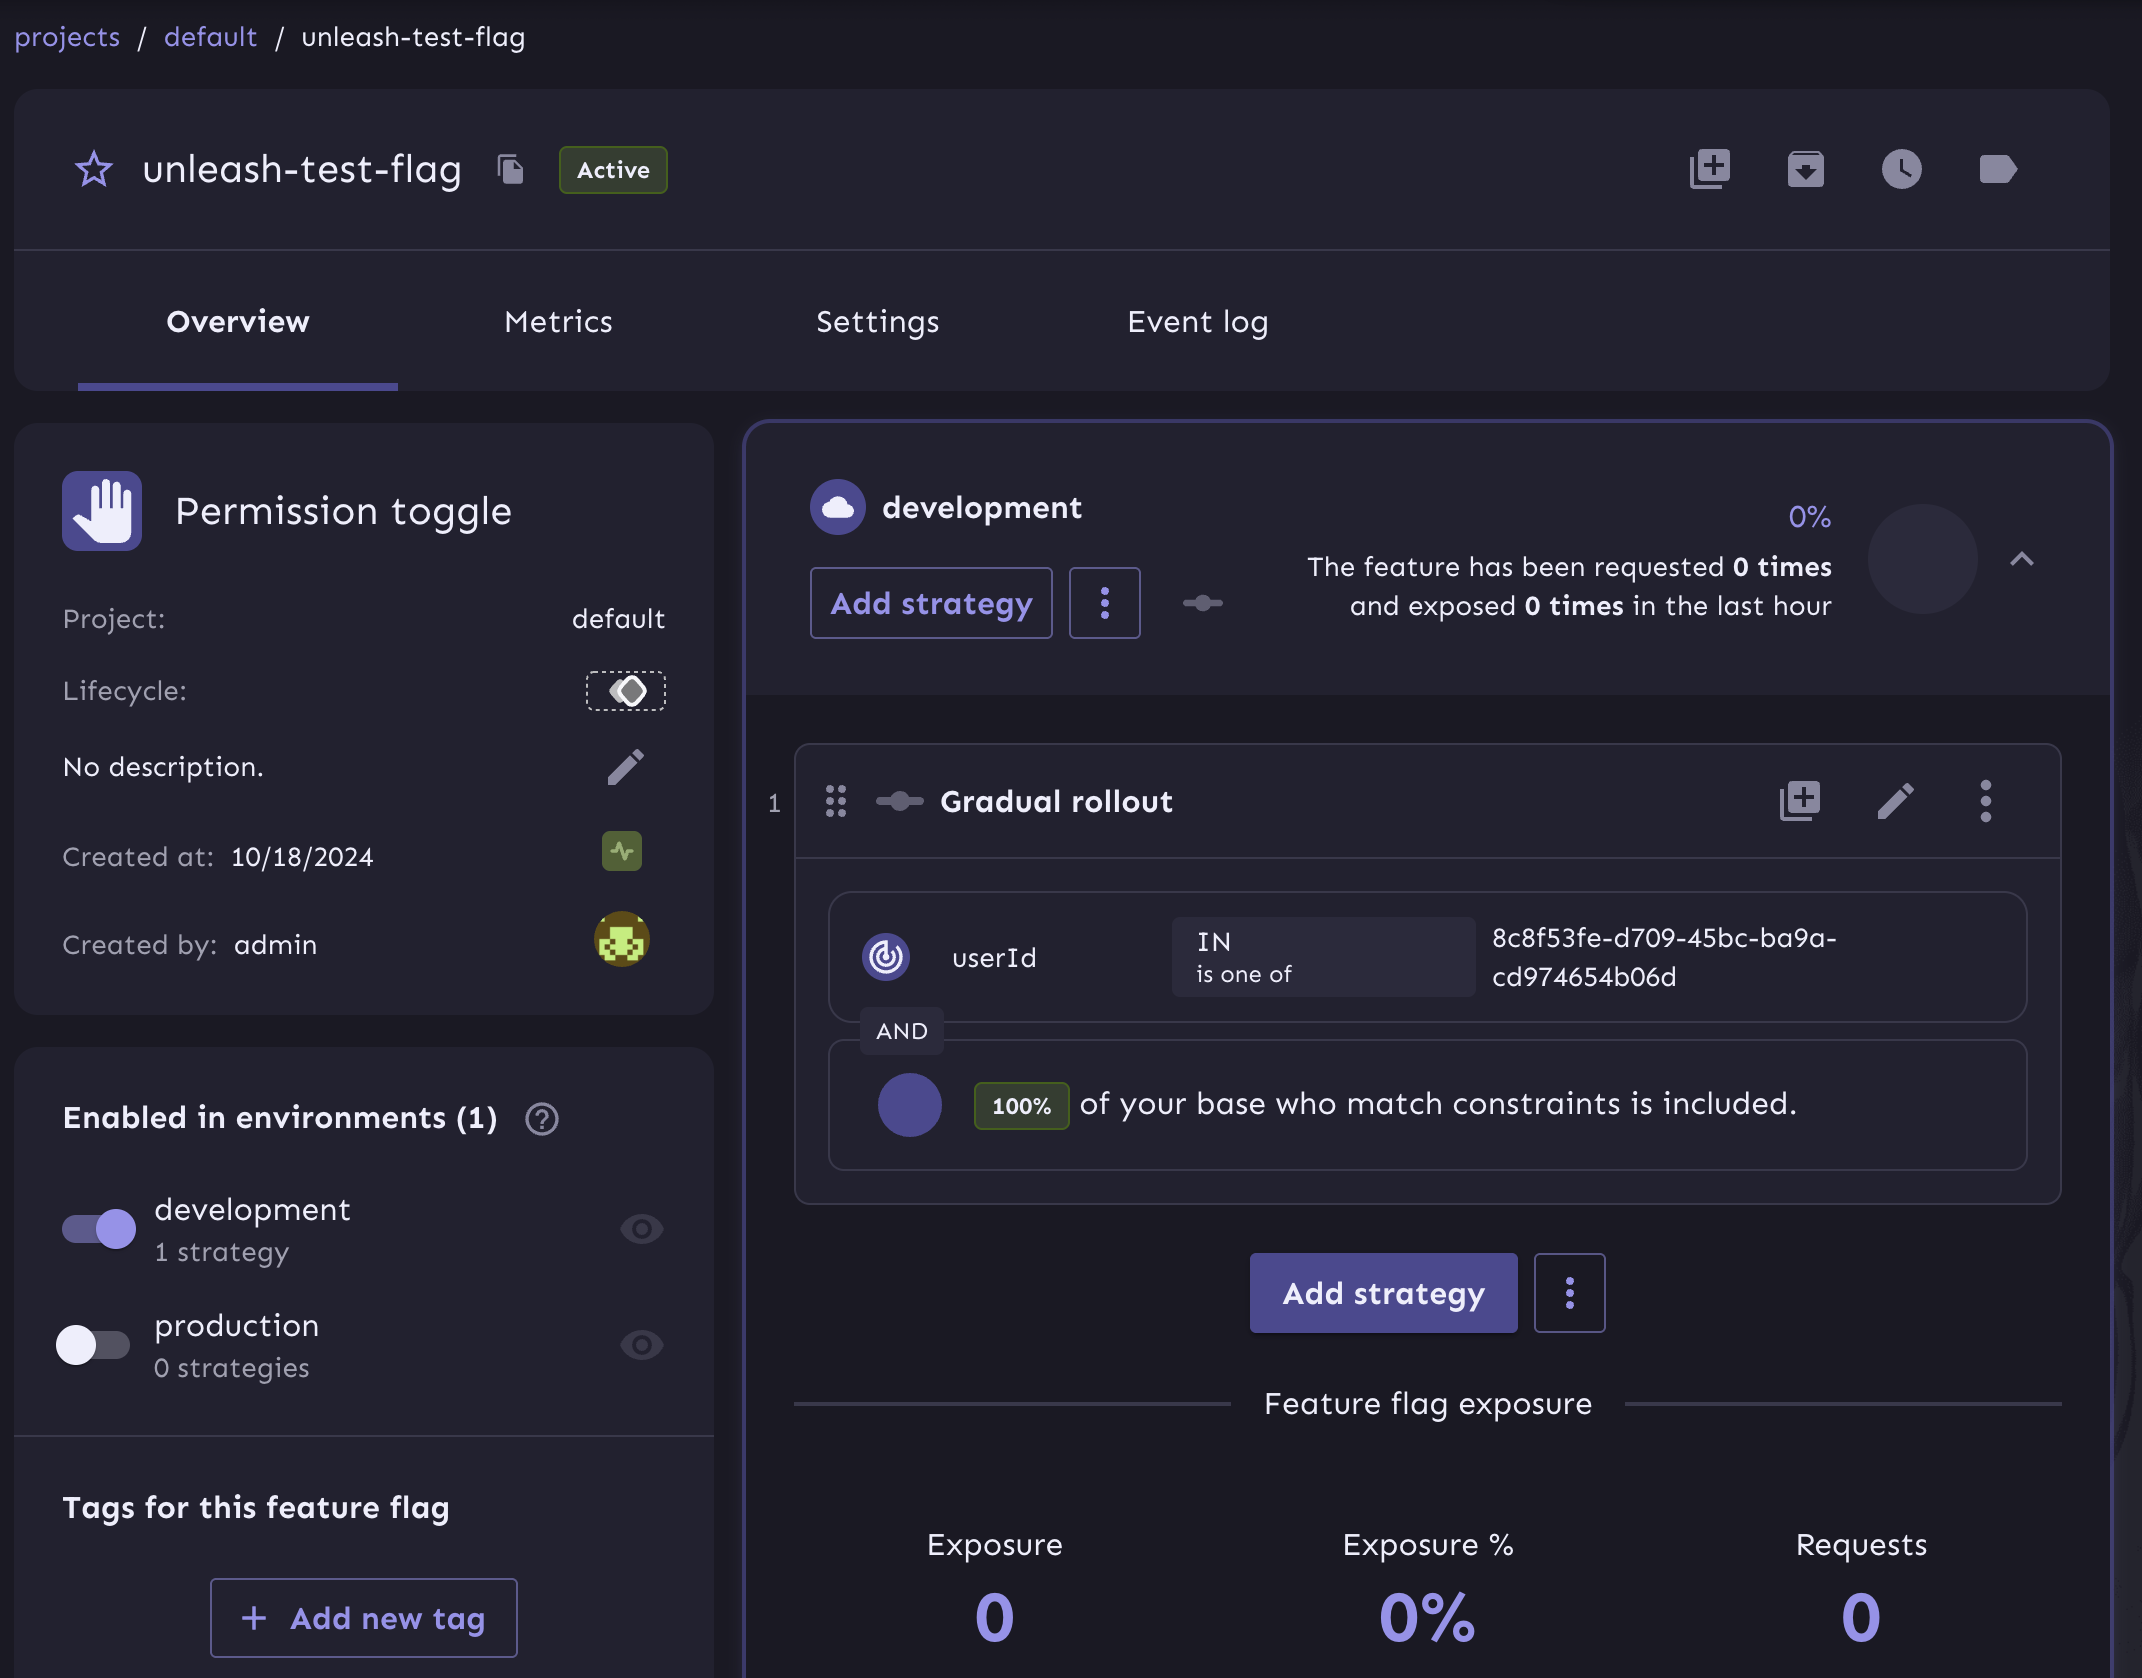 projects / default / unleash-test-flag
unleash-test-flag
Active
Overview
Metrics
Settings
Event log
Permission toggle
Project: default
Lifecycle:
No description.
Created at: 10/18/2024
Created by: admin
Enabled in environments (1)
development
1 strategy
production
0 strategies
Tags for this feature flag
+ Add new tag
development
Add strategy
0%
The feature has been requested 0 times
and exposed 0 times in the last hour
1
Gradual rollout
userId
IN
is one of
8c8f53fe-d709-45bc-ba9a-
cd974654b06d
AND
100% of your base who match constraints is included.
Add strategy
Feature flag exposure
Exposure
0
Exposure %
0%
Requests
0